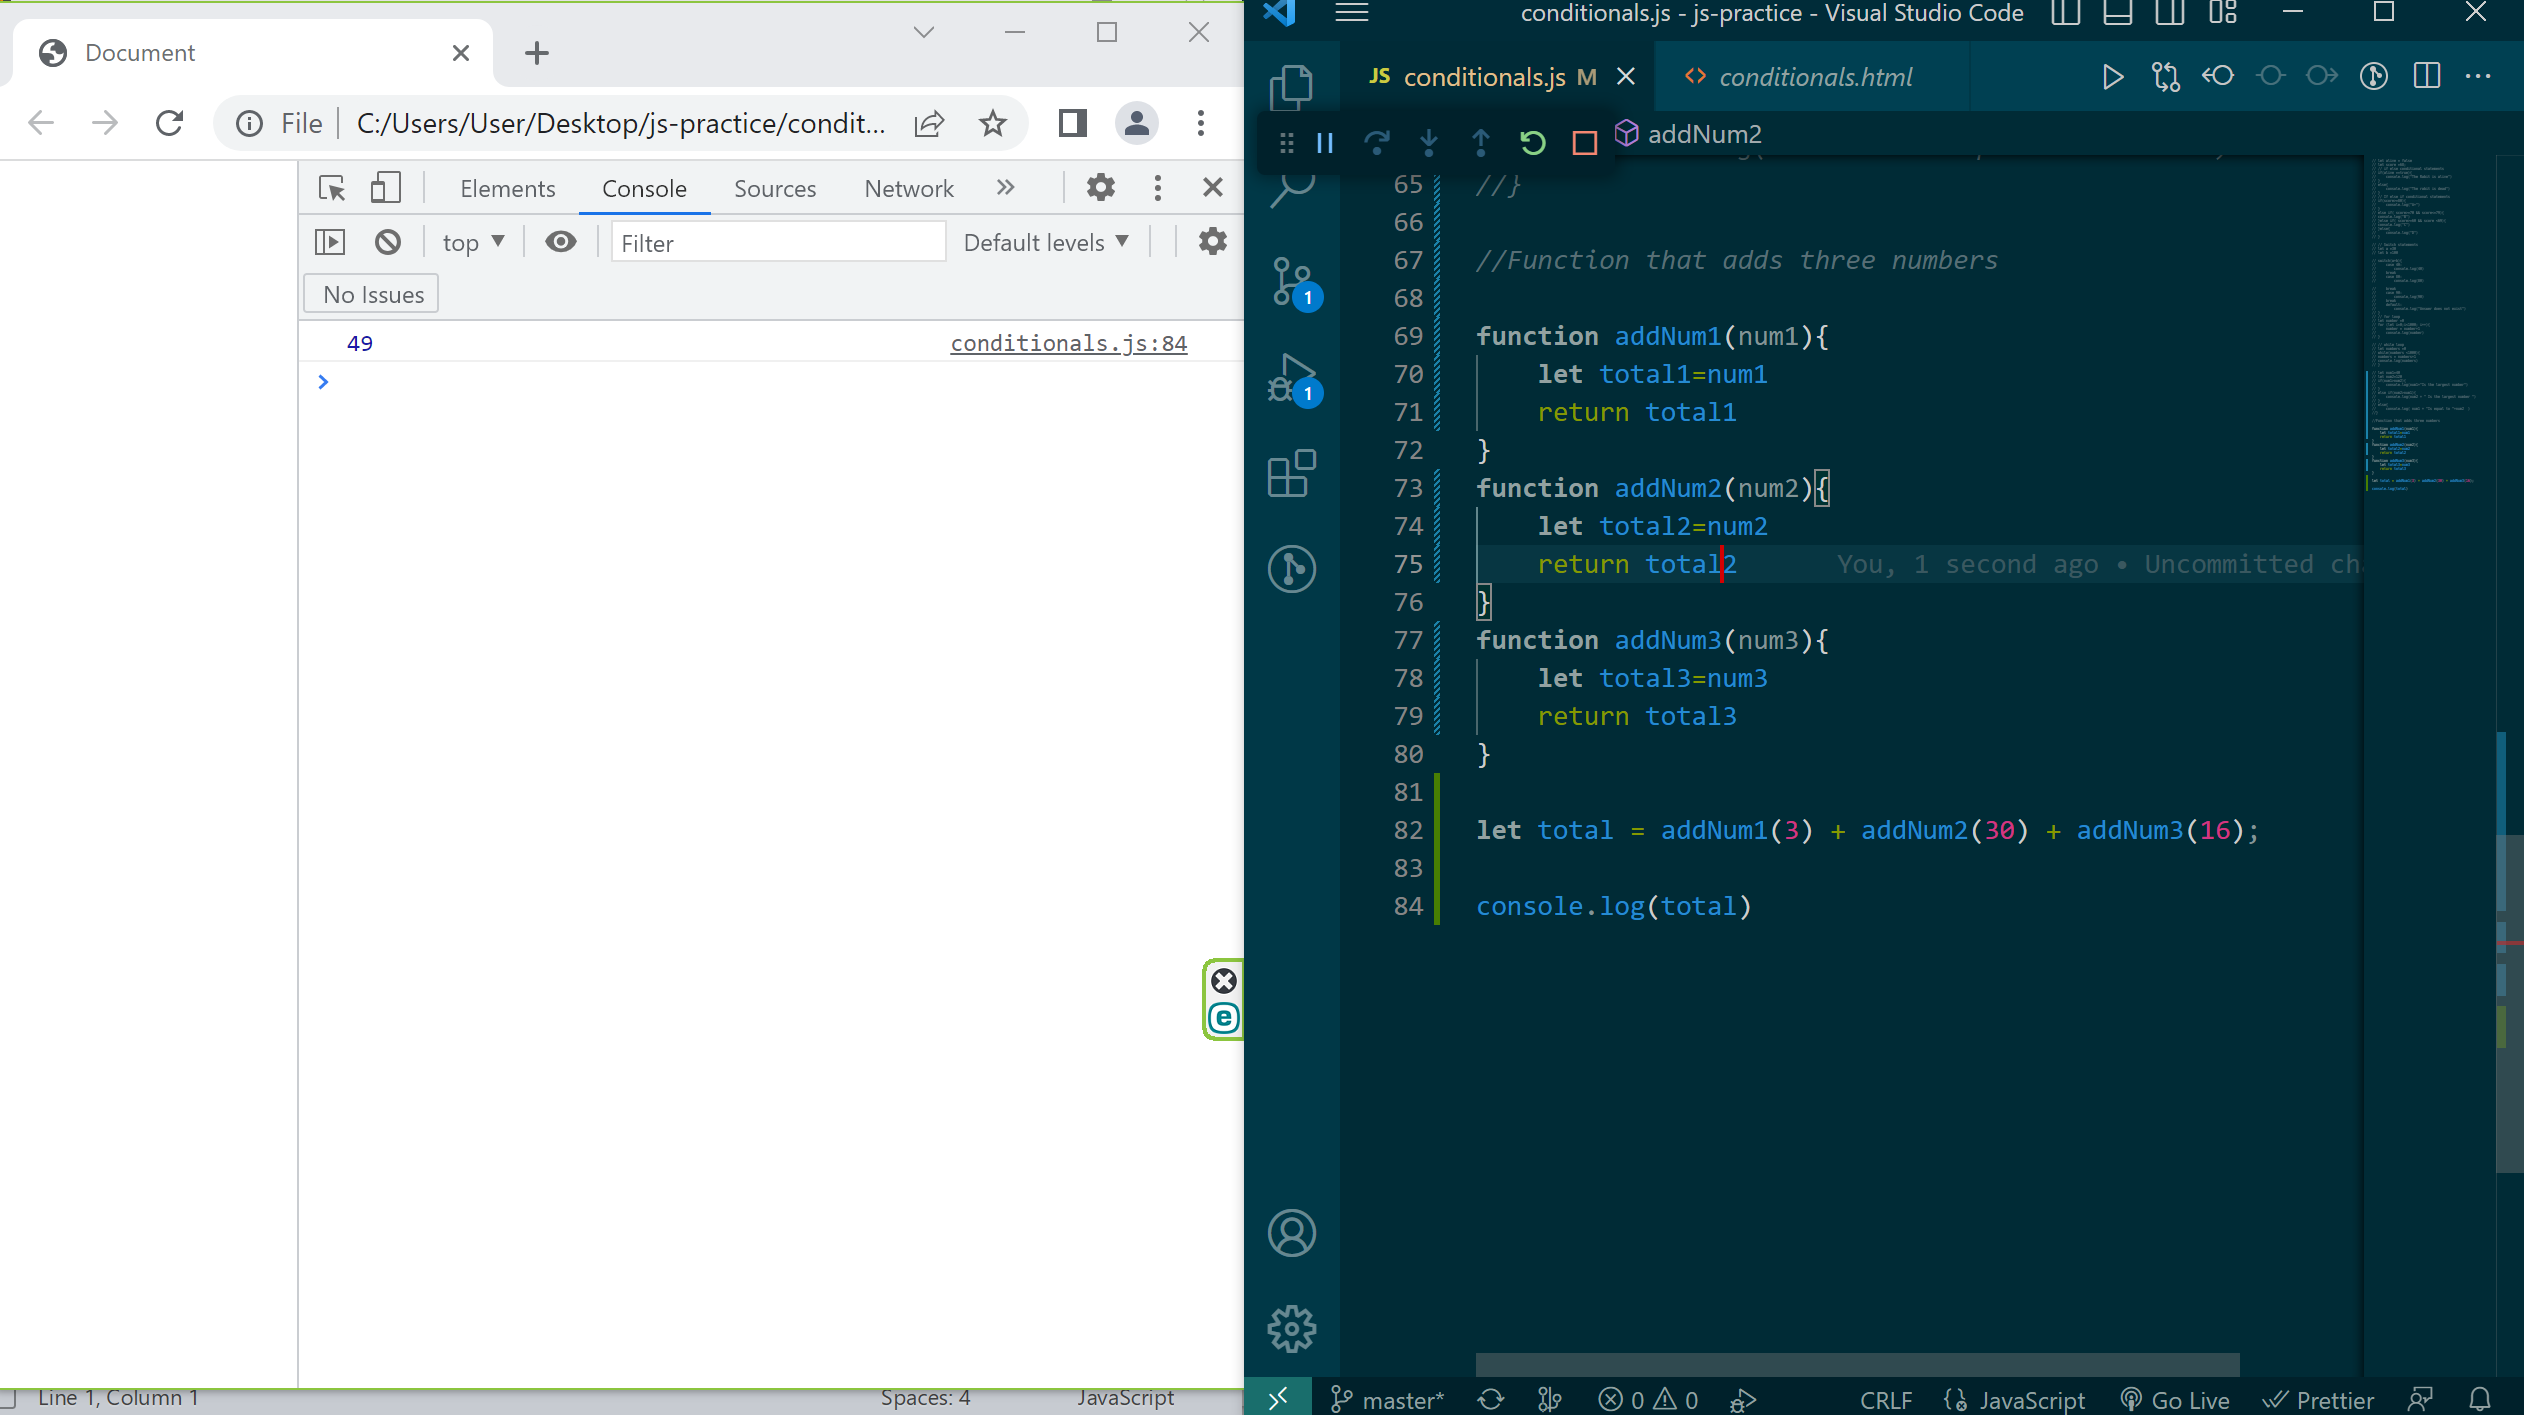 Document
File
C:/Users/User/Desktop/js-practice/condit...
Elements Console Sources Network
top
Filter
Default levels
No Issues
49 conditionals.js:84
Line 1, Column 1
Spaces: 4
JavaScript
conditionals.js - js-practice - Visual Studio Code
JS conditionals.js M
conditionals.html
addNum2
1
1
65 //}
66
67 //Function that adds three numbers
68
69 function addNum1(num1){
70 let total1=num1
71 return total1
72 }
73 function addNum2(num2){
74 let total2=num2
75 return total2 You, 1 second ago • Uncommitted cha
76 }
77 function addNum3(num3){
78 let total3=num3
79 return total3
80 }
81
82 let total = addNum1(3) + addNum2(30) + addNum3(16);
83
84 console.log(total)
master* 0 0 CRLF JavaScript Go Live Prettier